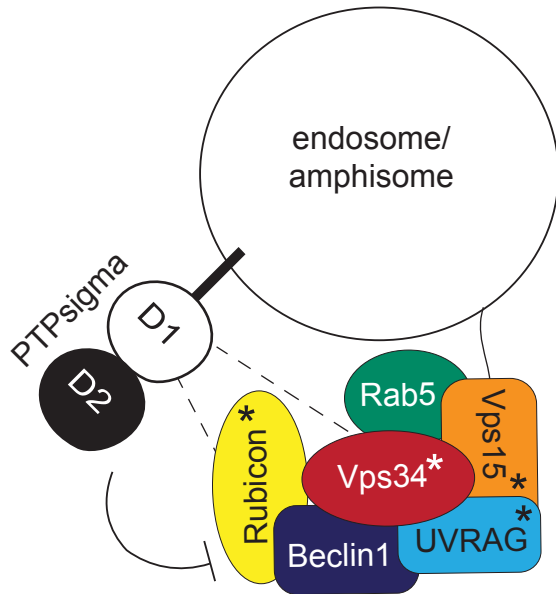 endosome/
amphisome
PTPsigma
D1
D2
Rab5
Vps15*
Rubicon*
Vps34*
Beclin1
UVRAG*